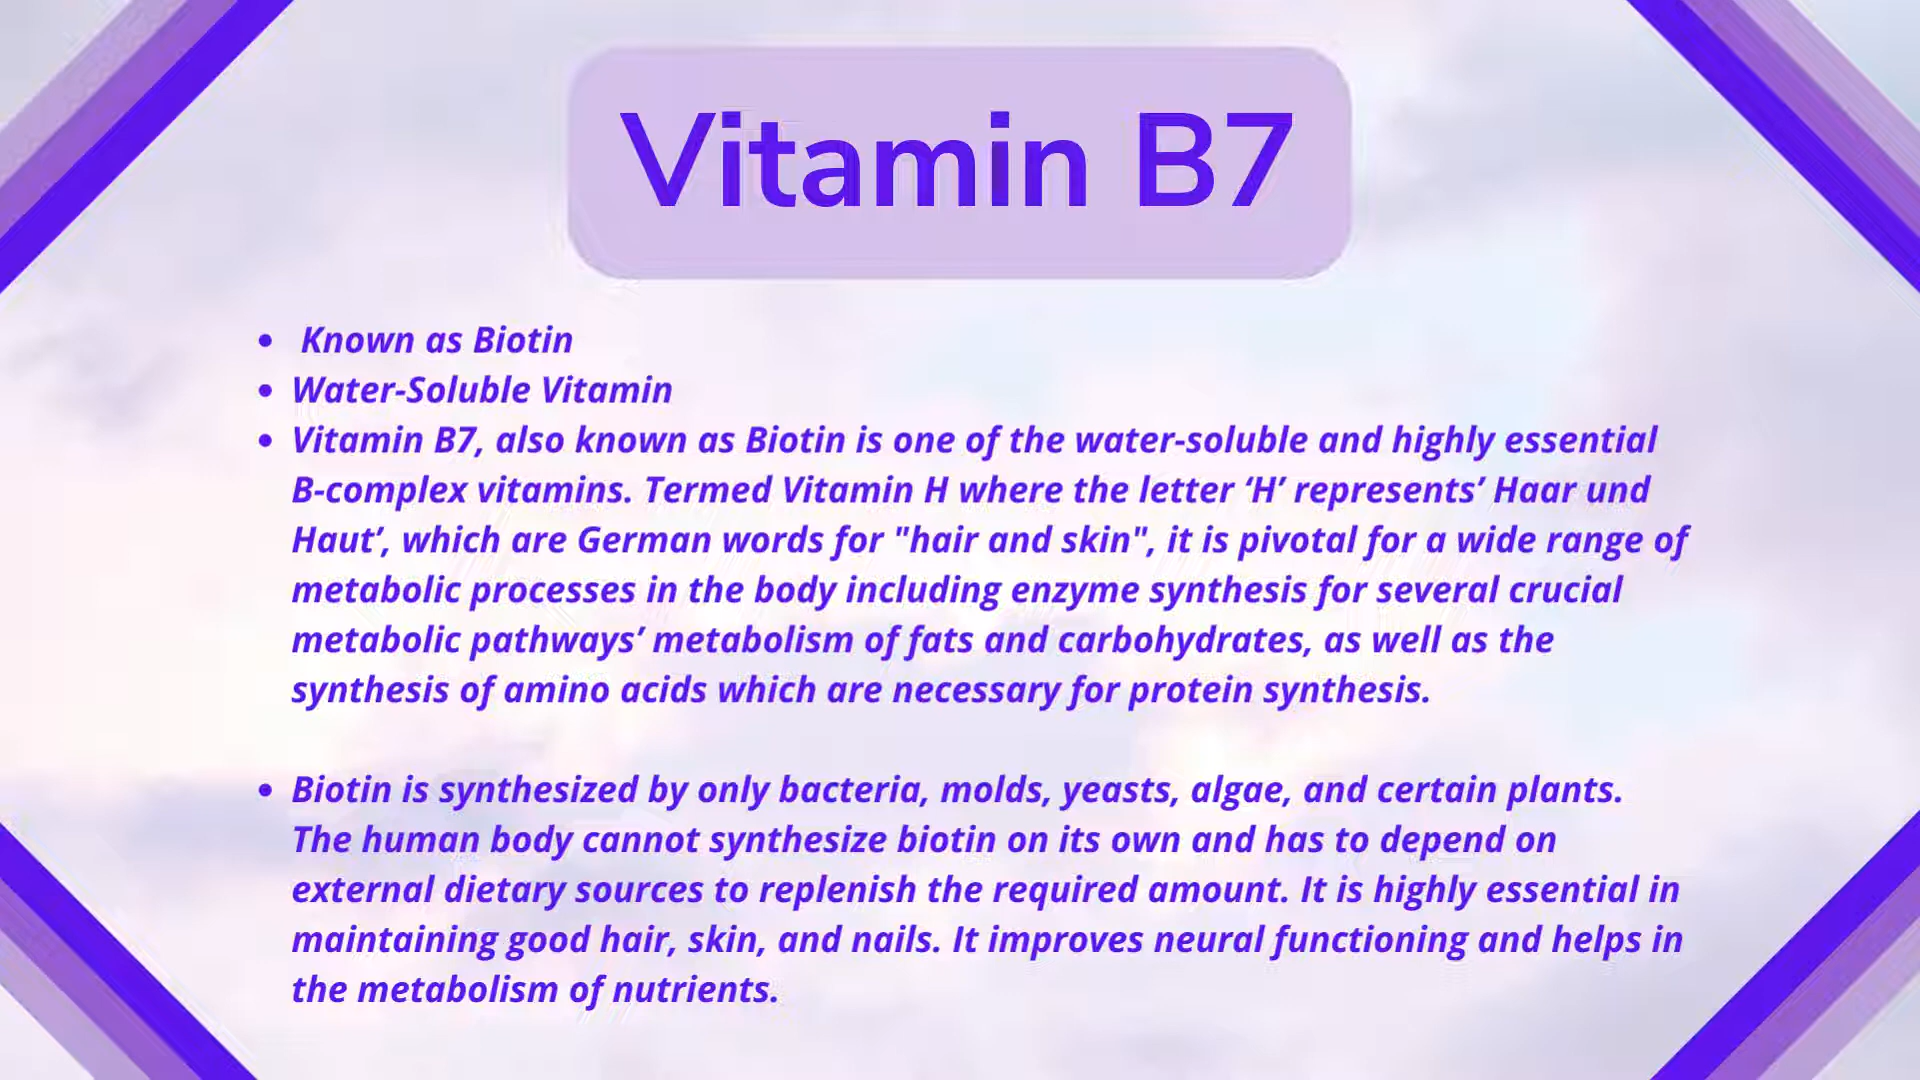 Vitamin B7
• Known as Biotin
• Water-Soluble Vitamin
• Vitamin B7, also known as Biotin is one of the water-soluble and highly essential
B-complex vitamins. Termed Vitamin H where the letter ‘H’ represents’ Haar und
Haut’, which are German words for "hair and skin", it is pivotal for a wide range of
metabolic processes in the body including enzyme synthesis for several crucial
metabolic pathways’ metabolism of fats and carbohydrates, as well as the
synthesis of amino acids which are necessary for protein synthesis.
• Biotin is synthesized by only bacteria, molds, yeasts, algae, and certain plants.
The human body cannot synthesize biotin on its own and has to depend on
external dietary sources to replenish the required amount. It is highly essential in
maintaining good hair, skin, and nails. It improves neural functioning and helps in
the metabolism of nutrients.